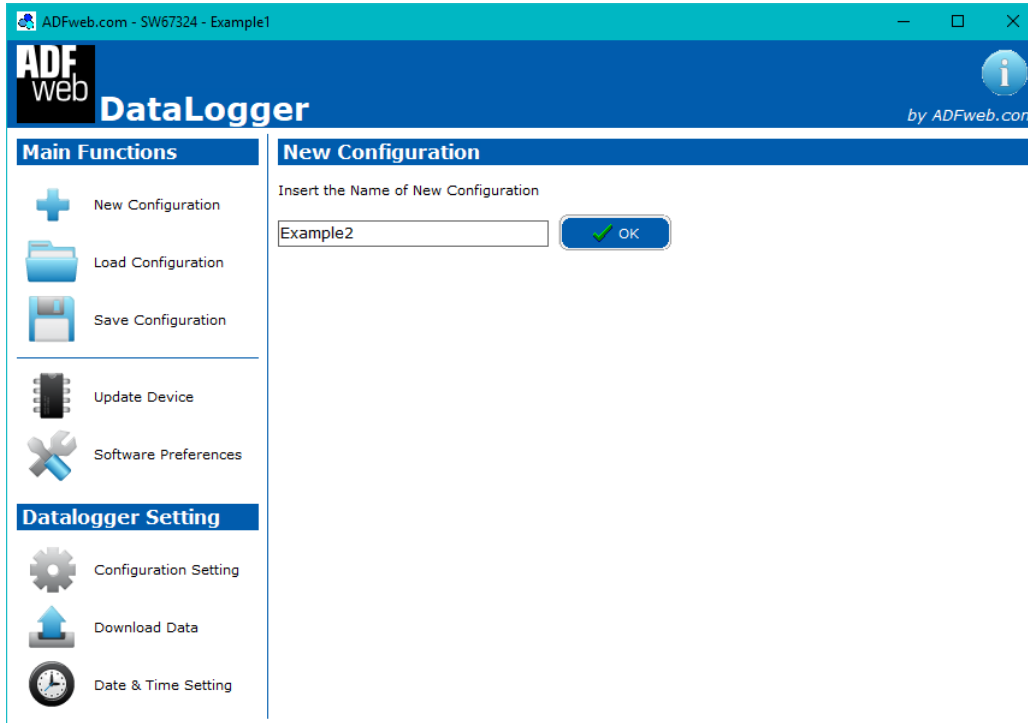 ADFweb.com - SW67324 - Example1
ADF
web
DataLogger
i
by ADFweb.com
Main Functions
New Configuration
Load Configuration
Save Configuration
Update Device
Software Preferences
Datalogger Setting
Configuration Setting
Download Data
Date & Time Setting
New Configuration
Insert the Name of New Configuration
Example2
OK